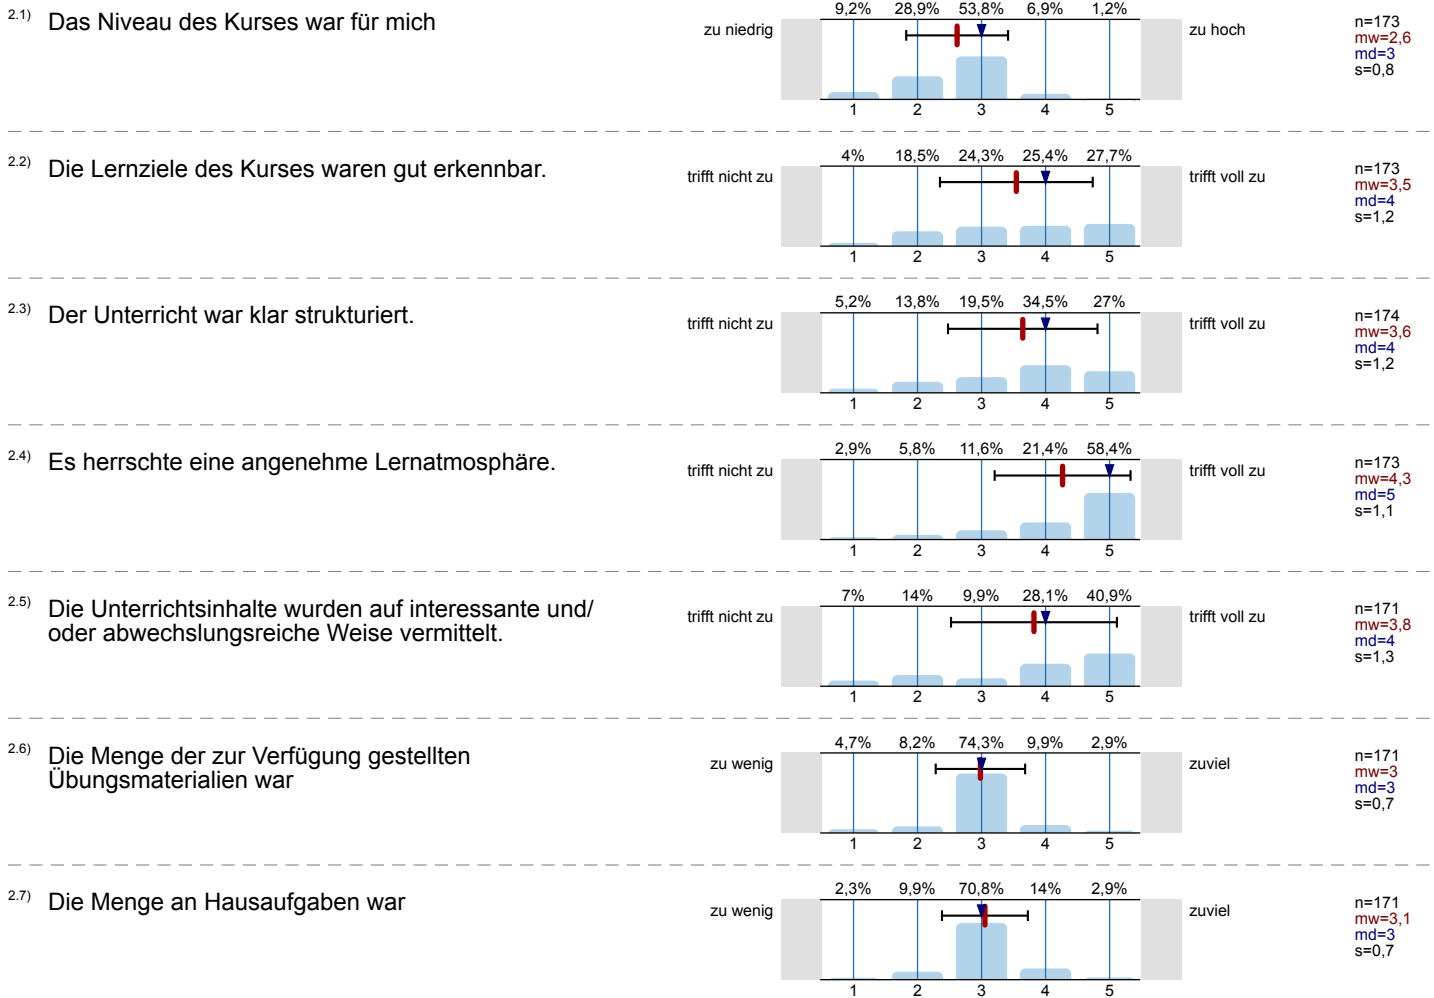 2.1) Das Niveau des Kurses war für mich
zu niedrig
9,2% 28,9% 53,8% 6,9% 1,2%
1 2 3 4 5
zu hoch
n=173
mw=2,6
md=3
s=0,8
2.2) Die Lernziele des Kurses waren gut erkennbar.
trifft nicht zu
4% 18,5% 24,3% 25,4% 27,7%
1 2 3 4 5
trifft voll zu
n=173
mw=3,5
md=4
s=1,2
2.3) Der Unterricht war klar strukturiert.
trifft nicht zu
5,2% 13,8% 19,5% 34,5% 27%
1 2 3 4 5
trifft voll zu
n=174
mw=3,6
md=4
s=1,2
2.4) Es herrschte eine angenehme Lernatmosphäre.
trifft nicht zu
2,9% 5,8% 11,6% 21,4% 58,4%
1 2 3 4 5
trifft voll zu
n=173
mw=4,3
md=5
s=1,1
2.5) Die Unterrichtsinhalte wurden auf interessante und/
oder abwechslungsreiche Weise vermittelt.
trifft nicht zu
7% 14% 9,9% 28,1% 40,9%
1 2 3 4 5
trifft voll zu
n=171
mw=3,8
md=4
s=1,3
2.6) Die Menge der zur Verfügung gestellten
Übungsmaterialien war
zu wenig
4,7% 8,2% 74,3% 9,9% 2,9%
1 2 3 4 5
zuviel
n=171
mw=3
md=3
s=0,7
2.7) Die Menge an Hausaufgaben war
zu wenig
2,3% 9,9% 70,8% 14% 2,9%
1 2 3 4 5
zuviel
n=171
mw=3,1
md=3
s=0,7